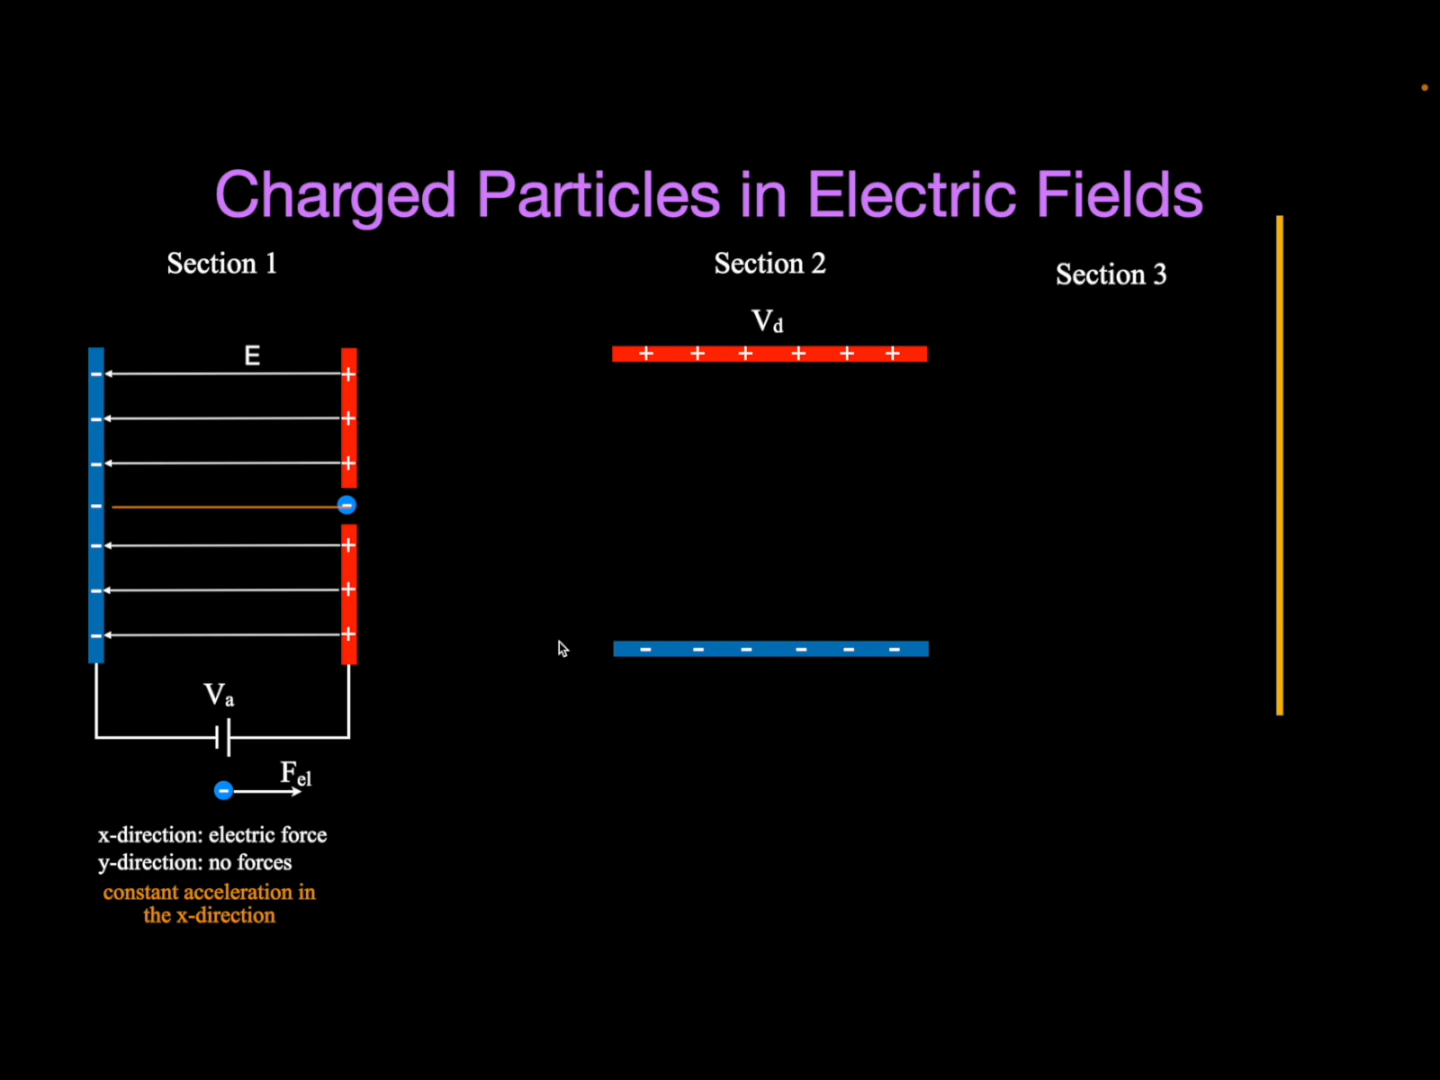 Charged Particles in Electric Fields
Section 1
Section 2
Section 3
Vd
+ + + + + +
E
- +
- +
- +
- -
- +
- +
- +
- - - - - -
Va
- Fel
x-direction: electric force
y-direction: no forces
constant acceleration in
the x-direction